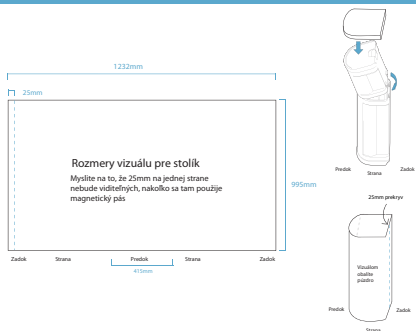 1232mm
25mm
Rozmery vizuálu pre stolík
Myslite na to, že 25mm na jednej strane
nebude viditeľných, nakoľko sa tam použije
magnetický pás
995mm
Zadok Strana Predok Strana Zadok
415mm
Predok Strana Zadok
25mm prekryv
Vizuálom
obalíte
púzdro
Predok Zadok
Strana